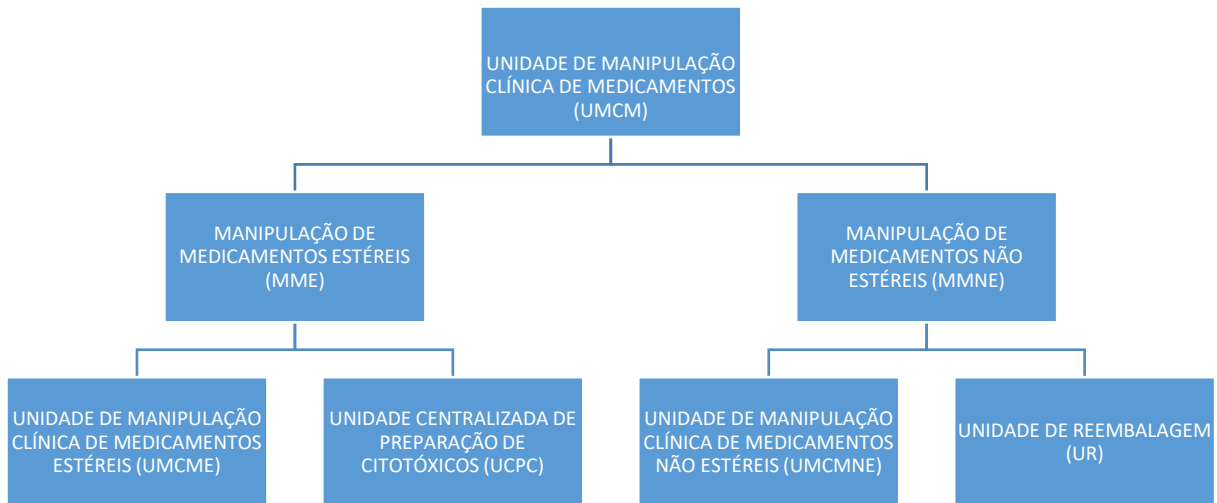 UNIDADE DE MANIPULAÇÃO
CLÍNICA DE MEDICAMENTOS
(UMCM)
MANIPULAÇÃO DE
MEDICAMENTOS ESTÉREIS
(MME)
MANIPULAÇÃO DE
MEDICAMENTOS NÃO
ESTÉREIS (MMNE)
UNIDADE DE MANIPULAÇÃO
CLÍNICA DE MEDICAMENTOS
ESTÉREIS (UMCME)
UNIDADE CENTRALIZADA DE
PREPARAÇÃO DE
CITOTÓXICOS (UCPC)
UNIDADE DE MANIPULAÇÃO
CLÍNICA DE MEDICAMENTOS
NÃO ESTÉREIS (UMCMNE)
UNIDADE DE REEMBALAGEM
(UR)